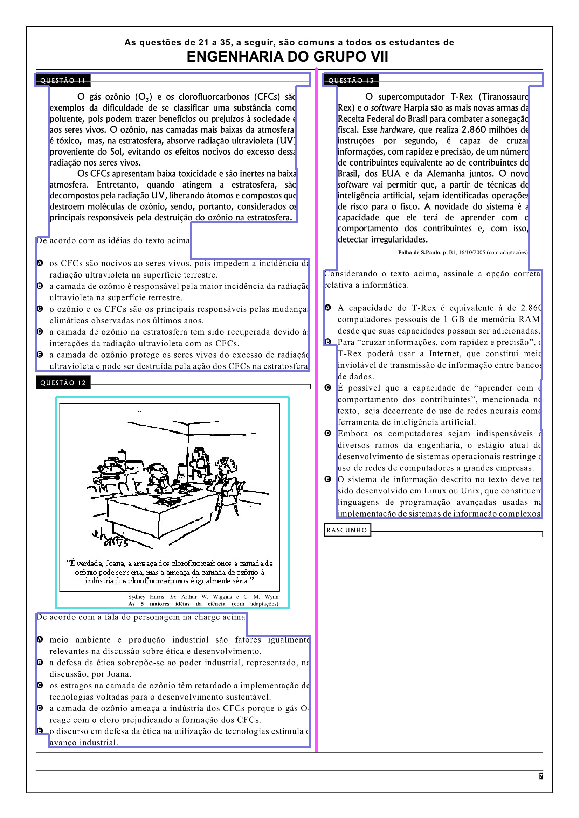 As questões de 21 a 35, a seguir, são comuns a todos os estudantes de
ENGENHARIA DO GRUPO VII
QUESTÃO 11
O gás ozônio (O3) e os clorofluorcarbonos (CFCs) são
exemplos da dificuldade de se classificar uma substância como
poluente, pois podem trazer benefícios ou prejuízos à sociedade e
aos seres vivos. O ozônio, nas camadas mais baixas da atmosfera,
é tóxico, mas, na estratosfera, absorve radiação ultravioleta (UV)
proveniente do Sol, evitando os efeitos nocivos do excesso dessa
radiação nos seres vivos.
Os CFCs apresentam baixa toxicidade e são inertes na baixa
atmosfera. Entretanto, quando atingem a estratosfera, são
decompostos pela radiação UV, liberando átomos e compostos que
destroem moléculas de ozônio, sendo, portanto, considerados os
principais responsáveis pela destruição do ozônio na estratosfera.
De acordo com as idéias do texto acima,
A os CFCs são nocivos ao seres vivos, pois impedem a incidência da
radiação ultravioleta na superfície terrestre.
B a camada de ozônio é responsável pela maior incidência da radiação
ultravioleta na superfície terrestre.
C o ozônio e os CFCs são os principais responsáveis pelas mudanças
climáticas observadas nos últimos anos.
D a camada de ozônio na estratosfera tem sido recuperada devido às
interações da radiação ultravioleta com os CFCs.
E a camada de ozônio protege os seres vivos do excesso de radiação
ultravioleta e pode ser destruída pela ação dos CFCs na estratosfera.
QUESTÃO 12
"É verdade, Joana, a ameaça dos clorofluorcarbonos a camada de
ozônio pode ser séria, mas a ameaça da camada de ozônio à
indústria do clorofluorcarbonos é igualmente séria."
Sydney Harris. In: Arthur W. Wiggins e C. M. Wynn
As 5 maiores idéias da ciência (com adaptações)
De acordo com a fala do personagem na charge acima,
A meio ambiente e produção industrial são fatores igualmente
relevantes na discussão sobre ética e desenvolvimento.
B a defesa da ética sobrepõe-se ao poder industrial, representado, na
discussão, por Joana.
C os estragos na camada de ozônio têm retardado a implementação de
tecnologias voltadas para o desenvolvimento sustentável.
D a camada de ozônio ameaça a indústria dos CFCs porque o gás O3
reage com o cloro prejudicando a formação dos CFCs.
E o discurso em defesa da ética na utilização de tecnologias estimula o
avanço industrial.
QUESTÃO 13
O supercomputador T-Rex (Tiranossauro
Rex) e o software Harpia são as mais novas armas da
Receita Federal do Brasil para combater a sonegação
fiscal. Esse hardware, que realiza 2.860 milhões de
instruções por segundo, é capaz de cruzar
informações, com rapidez e precisão, de um número
de contribuintes equivalente ao de contribuintes do
Brasil, dos EUA e da Alemanha juntos. O novo
software vai permitir que, a partir de técnicas de
inteligência artificial, sejam identificadas operações
de risco para o fisco. A novidade do sistema é a
capacidade que ele terá de aprender com o
comportamento dos contribuintes e, com isso,
detectar irregularidades.
Folha de S.Paulo, p. B1, 16/10/2005 (com adaptações)
Considerando o texto acima, assinale a opção correta
relativa a informática.
A A capacidade do T-Rex é equivalente à de 2.860
computadores pessoais de 1 GB de memória RAM,
desde que suas capacidades possam ser adicionadas.
B Para "cruzar informações, com rapidez e precisão", o
T-Rex poderá usar a Internet, que constitui meio
inviolável de transmissão de informação entre bancos
de dados.
C É possível que a capacidade de "aprender com o
comportamento dos contribuintes", mencionada no
texto, seja decorrente do uso de redes neurais como
ferramenta de inteligência artificial.
D Embora os computadores sejam indispensáveis a
diversos ramos da engenharia, o estágio atual do
desenvolvimento de sistemas operacionais restringe o
uso de redes de computadores a grandes empresas.
E O sistema de informação descrito no texto deve ter
sido desenvolvido em Linux ou Unix, que constituem
linguagens de programação avançadas usadas na
implementação de sistemas de informação complexos.
RASCUNHO